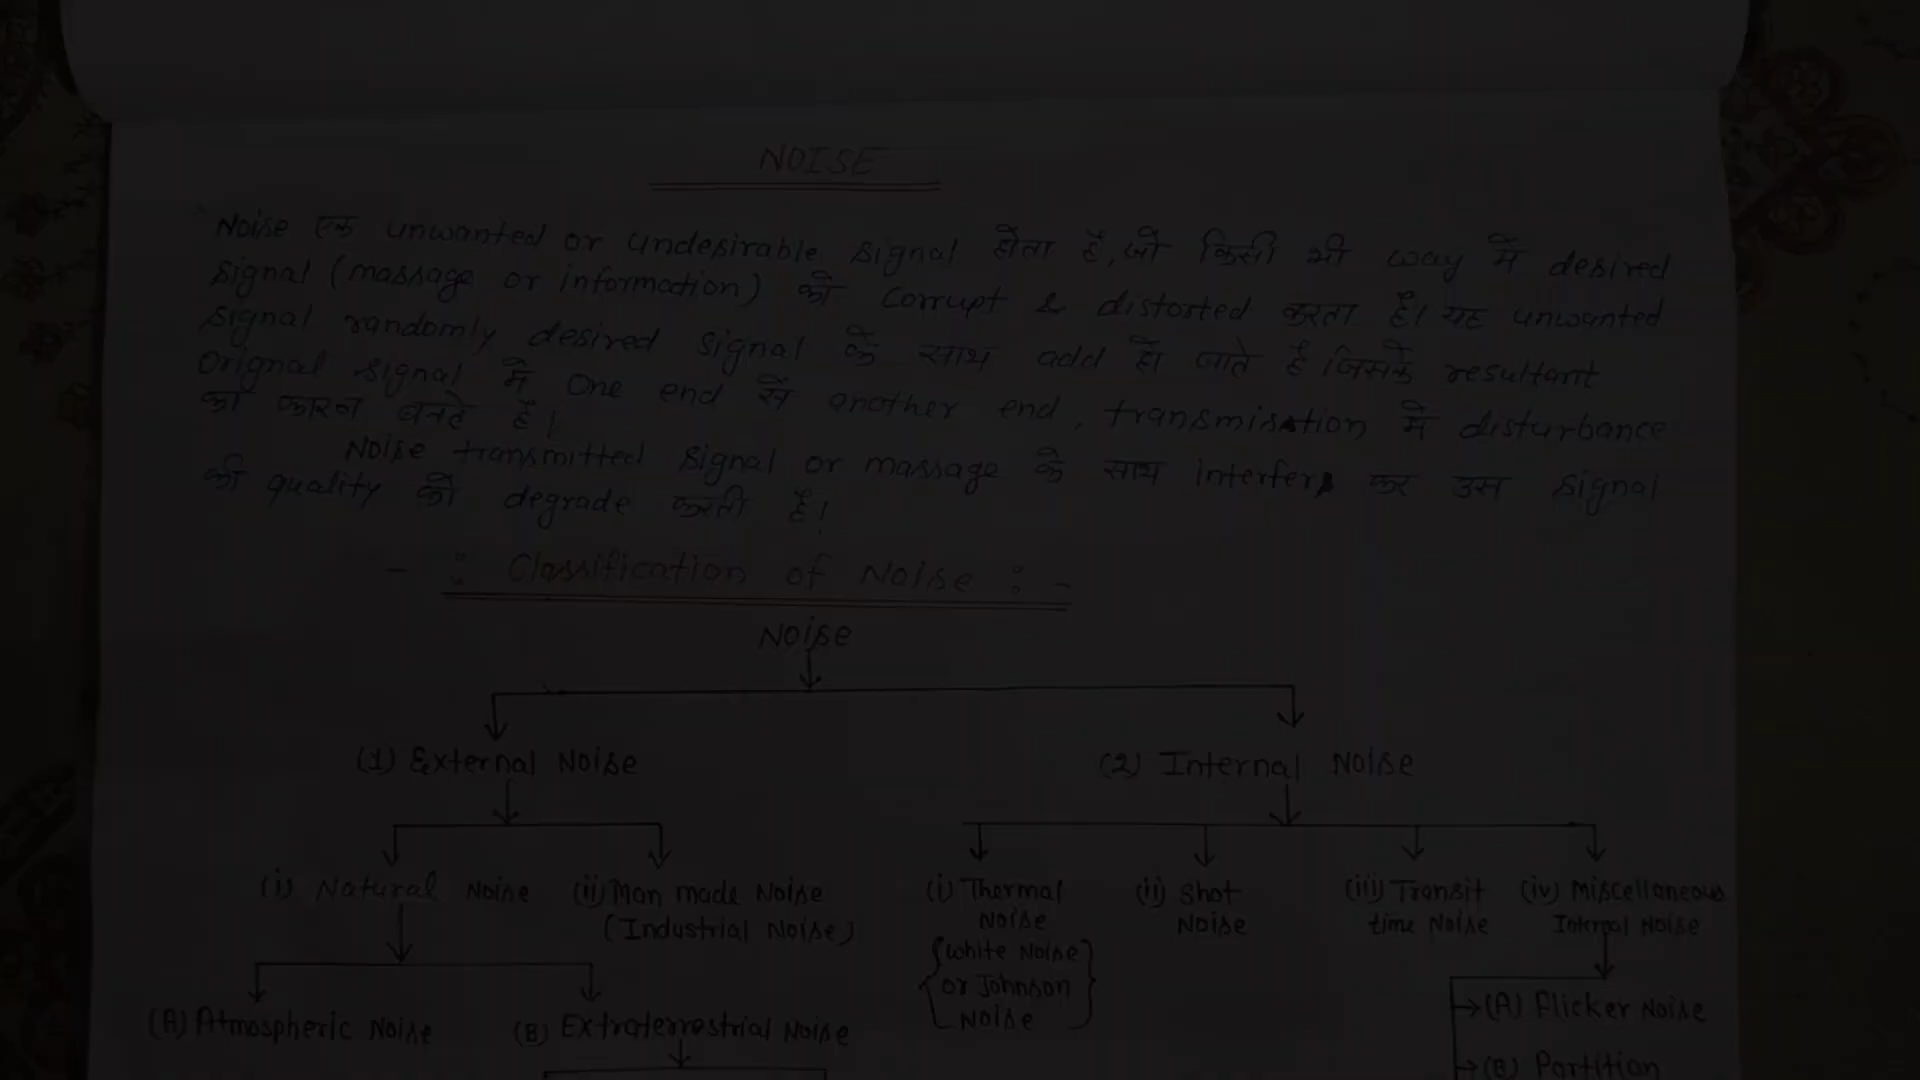 NOISE
Noise एक unwanted or undesirable signal होता है, जो किसी भी way में desired
signal (massage or information) को corrupt & distorted करता है। यह unwanted
signal randomly desired signal के साथ add हो जाते है जिसके resultant
Orignal signal में One end से another end, transmisstion में disturbance
का कारन बनते हैं।
Noise transmitted signal or massage के साथ interfer कर उस signal
की quality को degrade करती है।
- : Classification of Noise : -
Noise
(1) External Noise (2) Internal Noise
(i) Natural Noise (ii) Man made Noise (Industrial Noise) (i) Thermal Noise {White Noise or Johnson Noise} (ii) Shot Noise (iii) Transit time Noise (iv) Miscellaneous Internal Noise
(A) Atmospheric Noise (B) Extraterrestrial Noise (A) Flicker Noise
(B) Partition